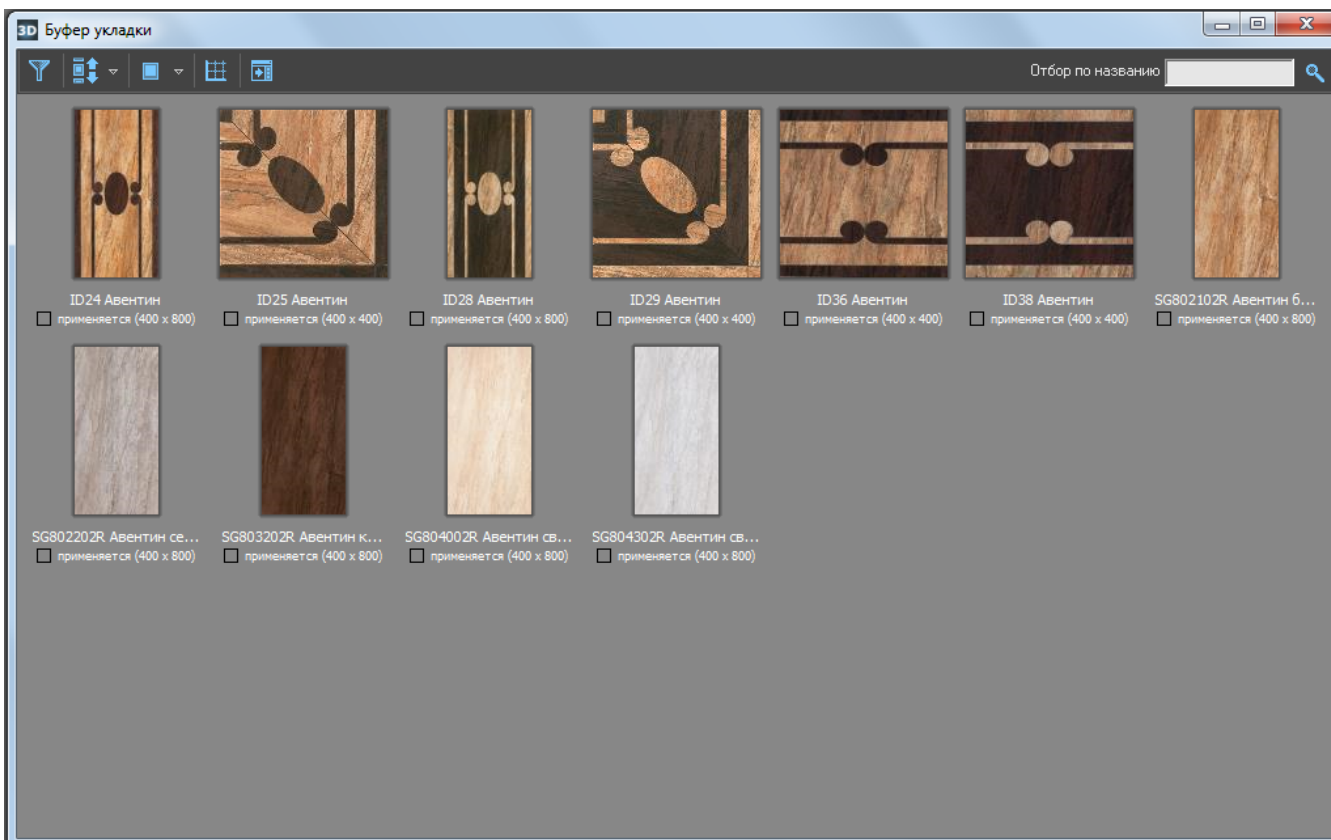 3D Буфер укладки
Отбор по названию
ID24 Авентин
применяется (400 x 800)
ID25 Авентин
применяется (400 x 400)
ID28 Авентин
применяется (400 x 800)
ID29 Авентин
применяется (400 x 400)
ID36 Авентин
применяется (400 x 400)
ID38 Авентин
применяется (400 x 400)
SG802102R Авентин б...
применяется (400 x 800)
SG802202R Авентин се...
применяется (400 x 800)
SG803202R Авентин к...
применяется (400 x 800)
SG804002R Авентин св...
применяется (400 x 800)
SG804302R Авентин св...
применяется (400 x 800)